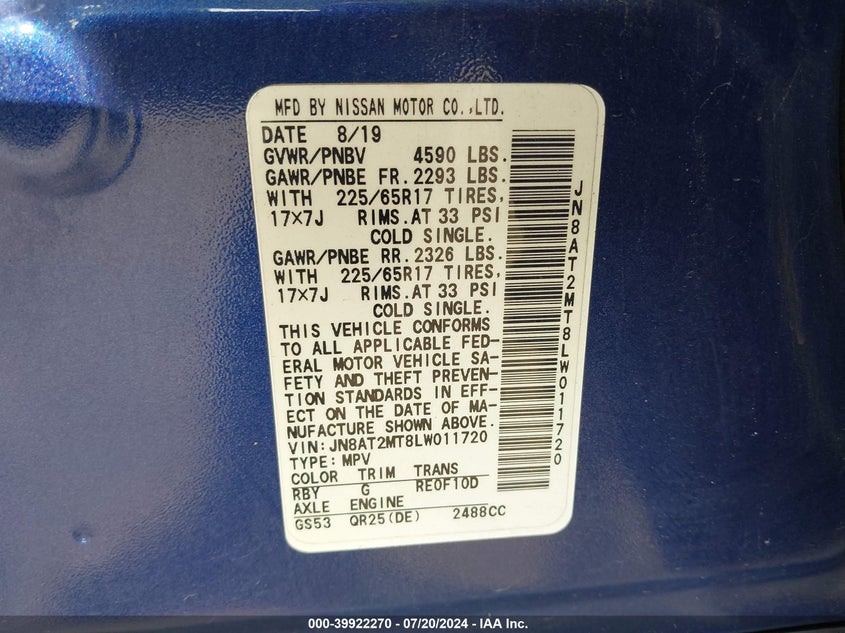 MFD BY NISSAN MOTOR CO.,LTD.
DATE 8/19
GVWR/PNBV 4590 LBS.
GAWR/PNBE FR. 2293 LBS.
WITH 225/65R17 TIRES,
17×7J RIMS.AT 33 PSI
COLD SINGLE.
GAWR/PNBE RR. 2326 LBS.
WITH 225/65R17 TIRES,
17×7J RIMS.AT 33 PSI
COLD SINGLE.
THIS VEHICLE CONFORMS
TO ALL APPLICABLE FED-
ERAL MOTOR VEHICLE SA-
FETY AND THEFT PREVEN-
TION STANDARDS IN EFF-
ECT ON THE DATE OF MA-
NUFACTURE SHOWN ABOVE.
VIN: JN8AT2MT8LW011720
TYPE: MPV
COLOR TRIM TRANS
RBY G RE0F10D
AXLE ENGINE
GS53 QR25(DE) 2488CC
JN8AT2MT8LW011720
000-39922270 - 07/20/2024 - IAA Inc.